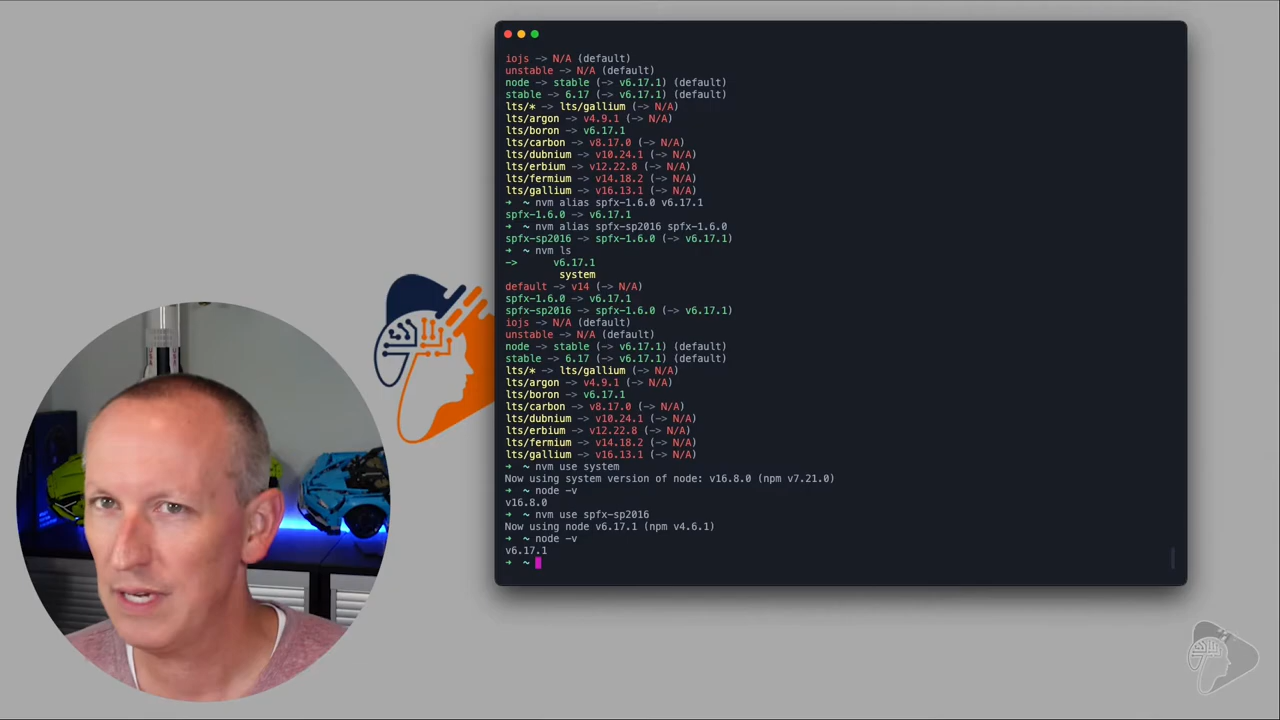 iojs -> N/A (default)
unstable -> N/A (default)
node -> stable (-> v6.17.1) (default)
stable -> 6.17 (-> v6.17.1) (default)
lts/* -> lts/gallium (-> N/A)
lts/argon -> v4.9.1 (-> N/A)
lts/boron -> v6.17.1
lts/carbon -> v8.17.0 (-> N/A)
lts/dubnium -> v10.24.1 (-> N/A)
lts/erbium -> v12.22.8 (-> N/A)
lts/fermium -> v14.18.2 (-> N/A)
lts/gallium -> v16.13.1 (-> N/A)
➜ ~ nvm alias spfx-1.6.0 v6.17.1
spfx-1.6.0 -> v6.17.1
➜ ~ nvm alias spfx-sp2016 spfx-1.6.0
spfx-sp2016 -> spfx-1.6.0 (-> v6.17.1)
➜ ~ nvm ls
-> v6.17.1
system
default -> v14 (-> N/A)
spfx-1.6.0 -> v6.17.1
spfx-sp2016 -> spfx-1.6.0 (-> v6.17.1)
iojs -> N/A (default)
unstable -> N/A (default)
node -> stable (-> v6.17.1) (default)
stable -> 6.17 (-> v6.17.1) (default)
lts/* -> lts/gallium (-> N/A)
lts/argon -> v4.9.1 (-> N/A)
lts/boron -> v6.17.1
lts/carbon -> v8.17.0 (-> N/A)
lts/dubnium -> v10.24.1 (-> N/A)
lts/erbium -> v12.22.8 (-> N/A)
lts/fermium -> v14.18.2 (-> N/A)
lts/gallium -> v16.13.1 (-> N/A)
➜ ~ nvm use system
Now using system version of node: v16.8.0 (npm v7.21.0)
➜ ~ node -v
v16.8.0
➜ ~ nvm use spfx-sp2016
Now using node v6.17.1 (npm v4.6.1)
➜ ~ node -v
v6.17.1
➜ ~